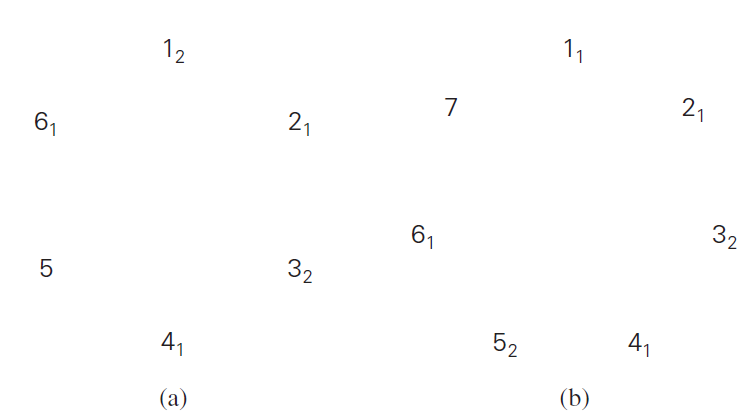 1₂ 1₁
7 2₁
6₁ 2₁
6₁ 3₂
5 3₂
4₁ 5₂ 4₁
(a) (b)